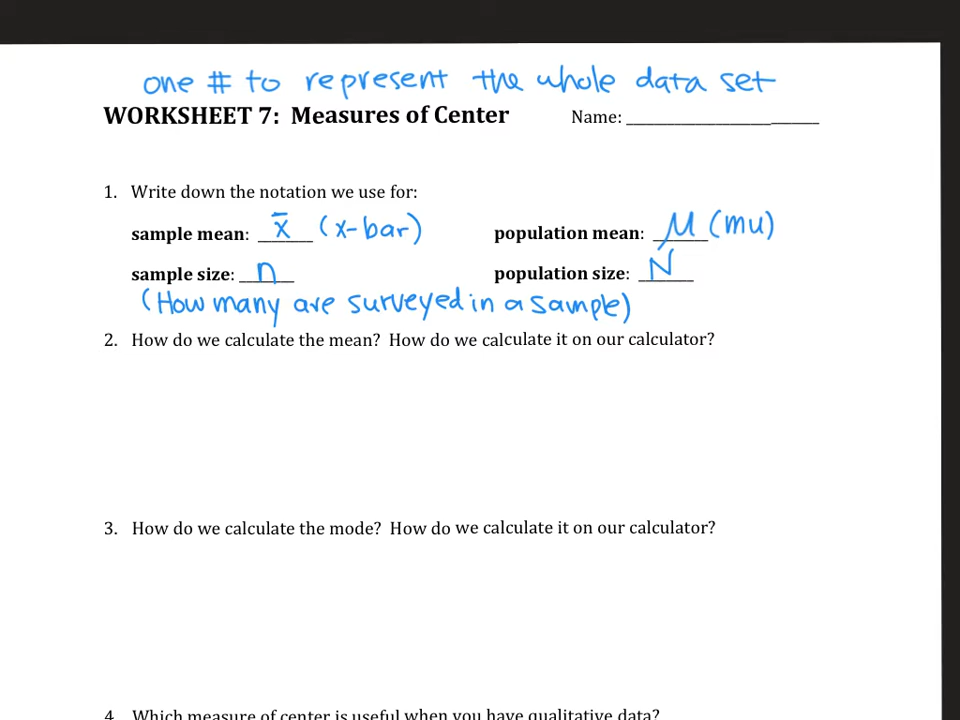 one # to represent the whole data set
WORKSHEET 7: Measures of Center Name: ____________________
1. Write down the notation we use for:
sample mean: x̄ (x-bar) population mean: μ (mu)
sample size: n population size: N
(How many are surveyed in a sample)
2. How do we calculate the mean? How do we calculate it on our calculator?
3. How do we calculate the mode? How do we calculate it on our calculator?
4. Which measure of center is useful when you have qualitative data?